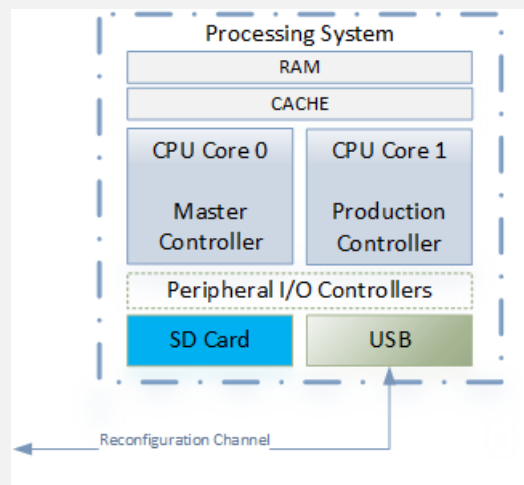 Processing System
RAM
CACHE
CPU Core 0
Master
Controller
CPU Core 1
Production
Controller
Peripheral I/O Controllers
SD Card
USB
Reconfiguration Channel